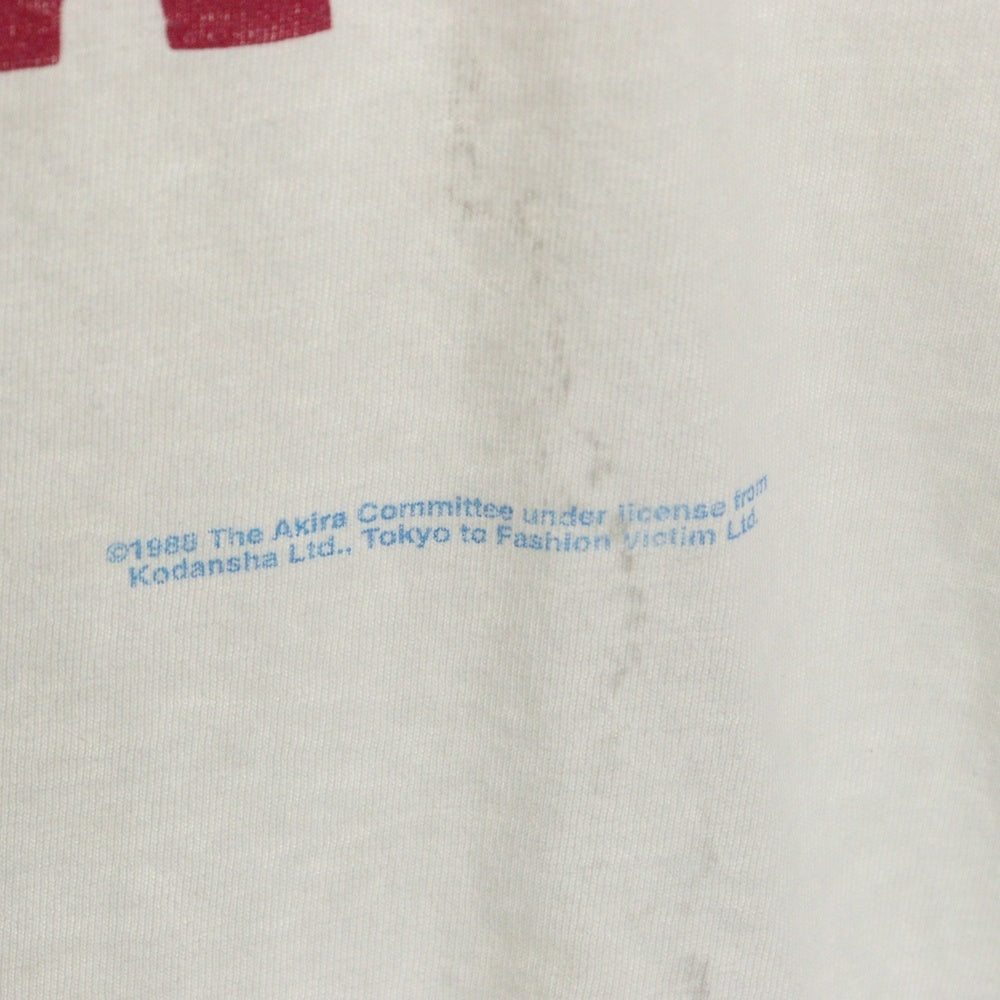 ©1988 The Akira Committee under license from
Kodansha Ltd., Tokyo to Fashion Victim Ltd.